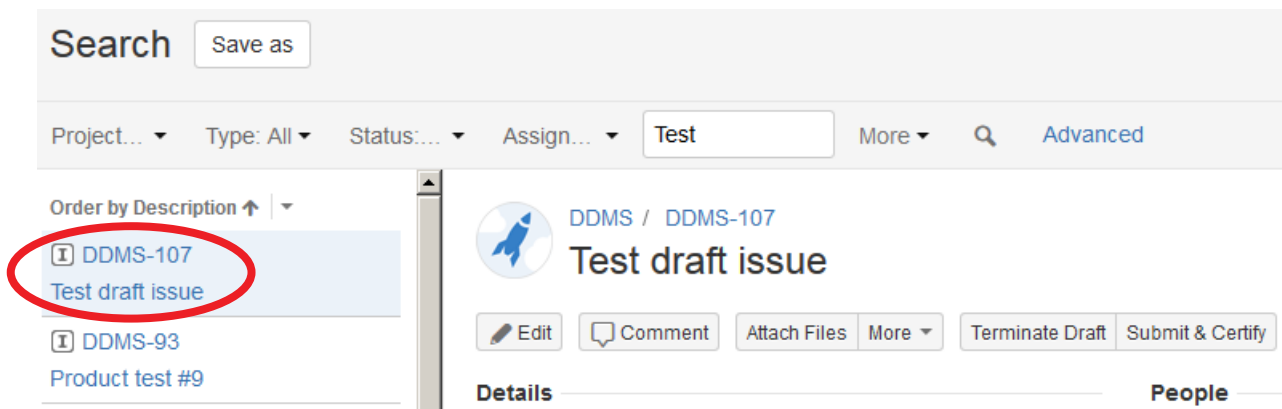 Search Save as
Project... Type: All Status:... Assign... Test More Advanced
Order by Description
DDMS-107
Test draft issue
DDMS-93
Product test #9
DDMS / DDMS-107
Test draft issue
Edit Comment Attach Files More Terminate Draft Submit & Certify
Details People